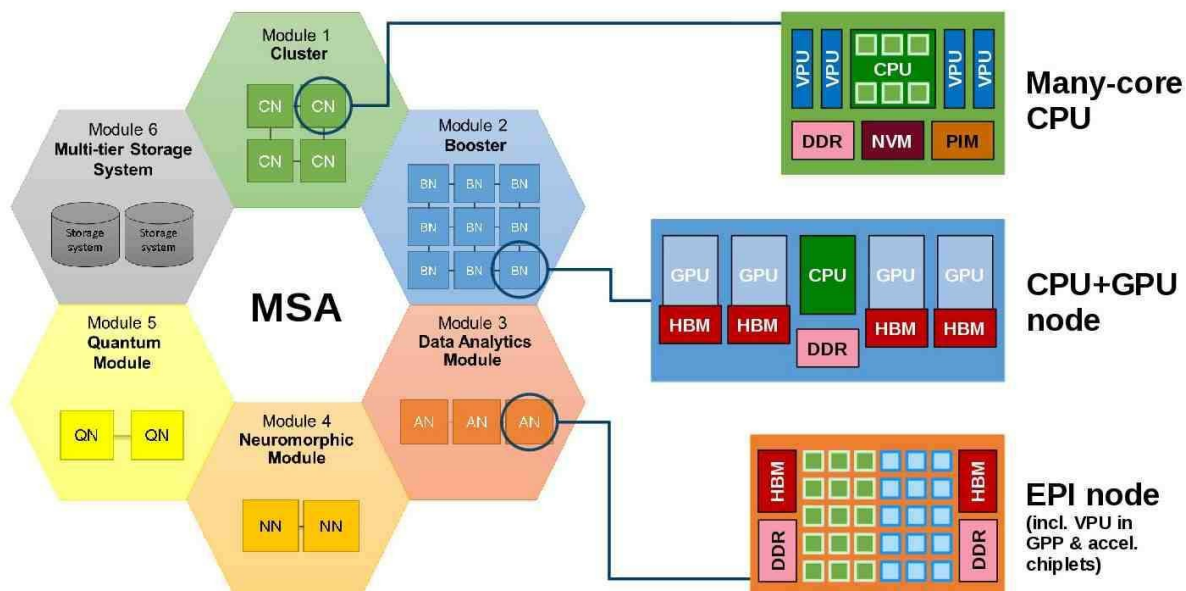 Module 1
Cluster
CN CN
CN CN
Module 2
Booster
BN BN BN
BN BN BN
BN BN BN
Module 3
Data Analytics
Module
AN AN AN
Module 4
Neuromorphic
Module
NN NN
Module 5
Quantum
Module
QN QN
Module 6
Multi-tier Storage
System
Storage
system
Storage
system
MSA
VPU VPU CPU VPU VPU
DDR NVM PIM
Many-core
CPU
GPU GPU CPU GPU GPU
HBM HBM HBM HBM
DDR
CPU+GPU
node
HBM HBM
DDR DDR
EPI node
(incl. VPU in
GPP & accel.
chiplets)